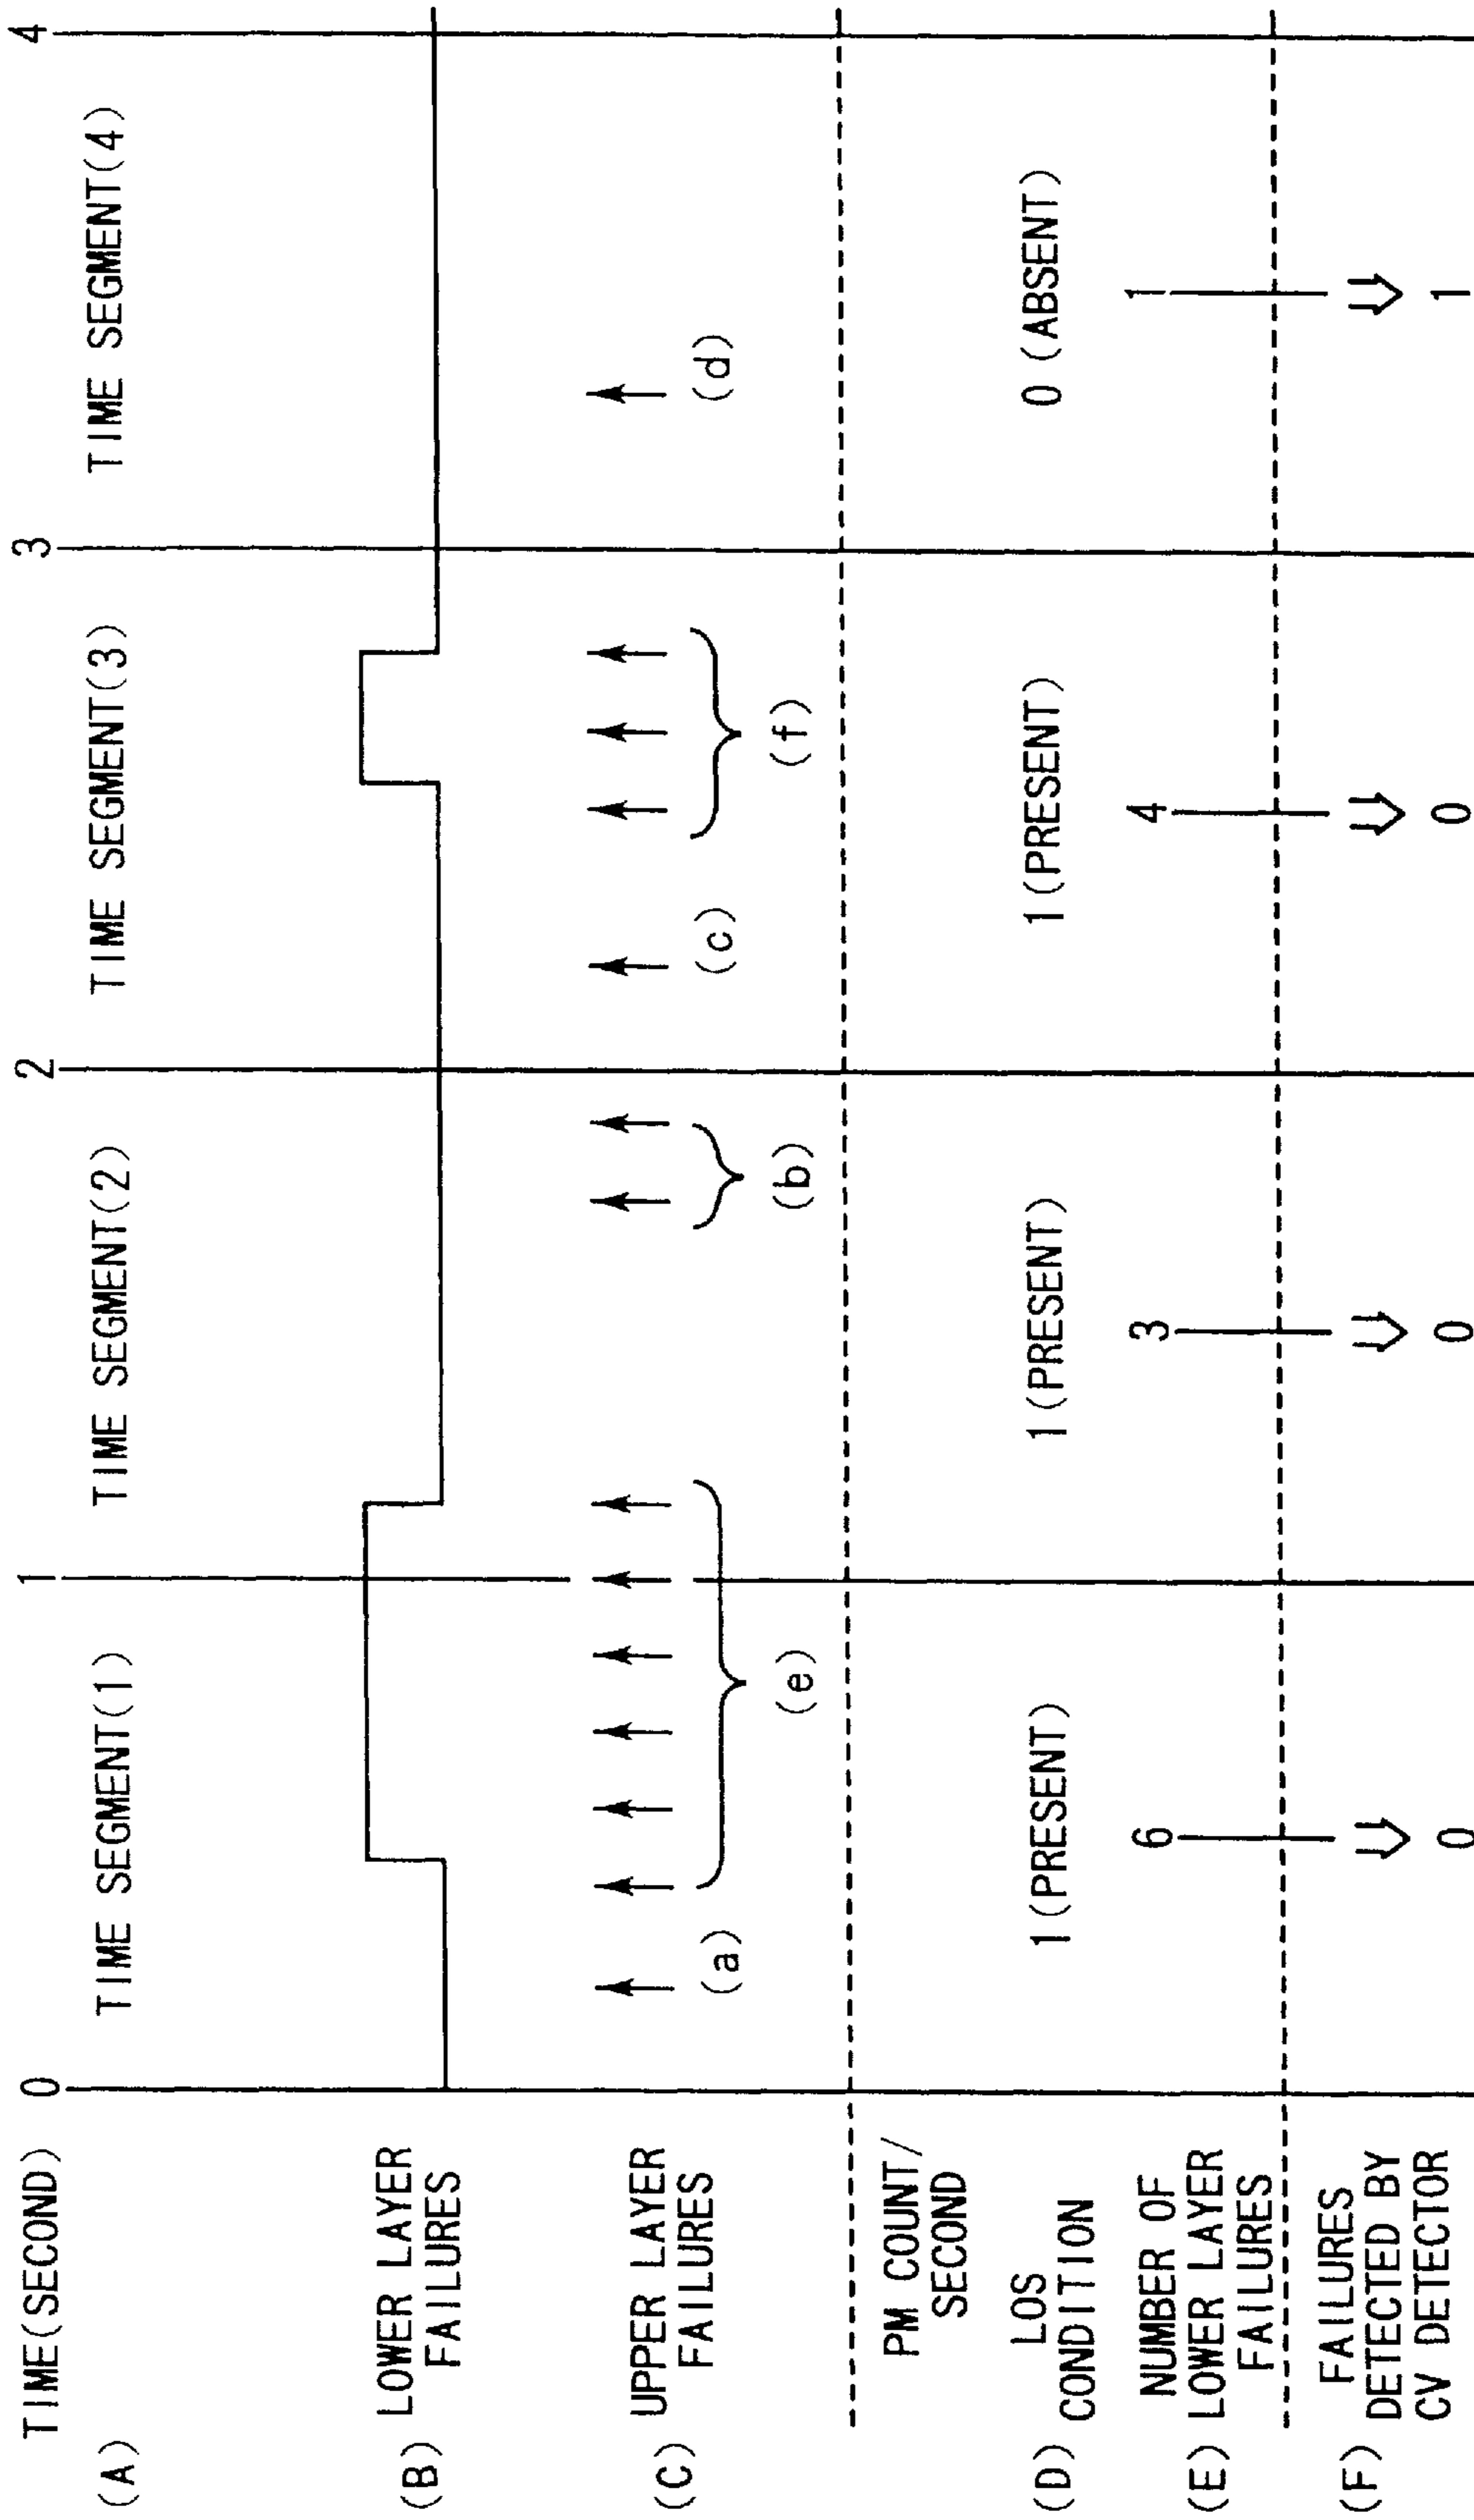 TIME(SECOND) 0 1 2 3 4
(A) TIME SEGMENT(1) TIME SEGMENT(2) TIME SEGMENT(3) TIME SEGMENT(4)
(B) LOWER LAYER
FAILURES
(C) UPPER LAYER
FAILURES
(a) (c) (d)
(e) (b) (f)
PM COUNT/
SECOND
(D) LOS
CONDITION
1(PRESENT) 1(PRESENT) 1(PRESENT) 0(ABSENT)
(E) NUMBER OF
LOWER LAYER
FAILURES
6 3 4 1
(F) FAILURES
DETECTED BY
CV DETECTOR
0 0 0 1